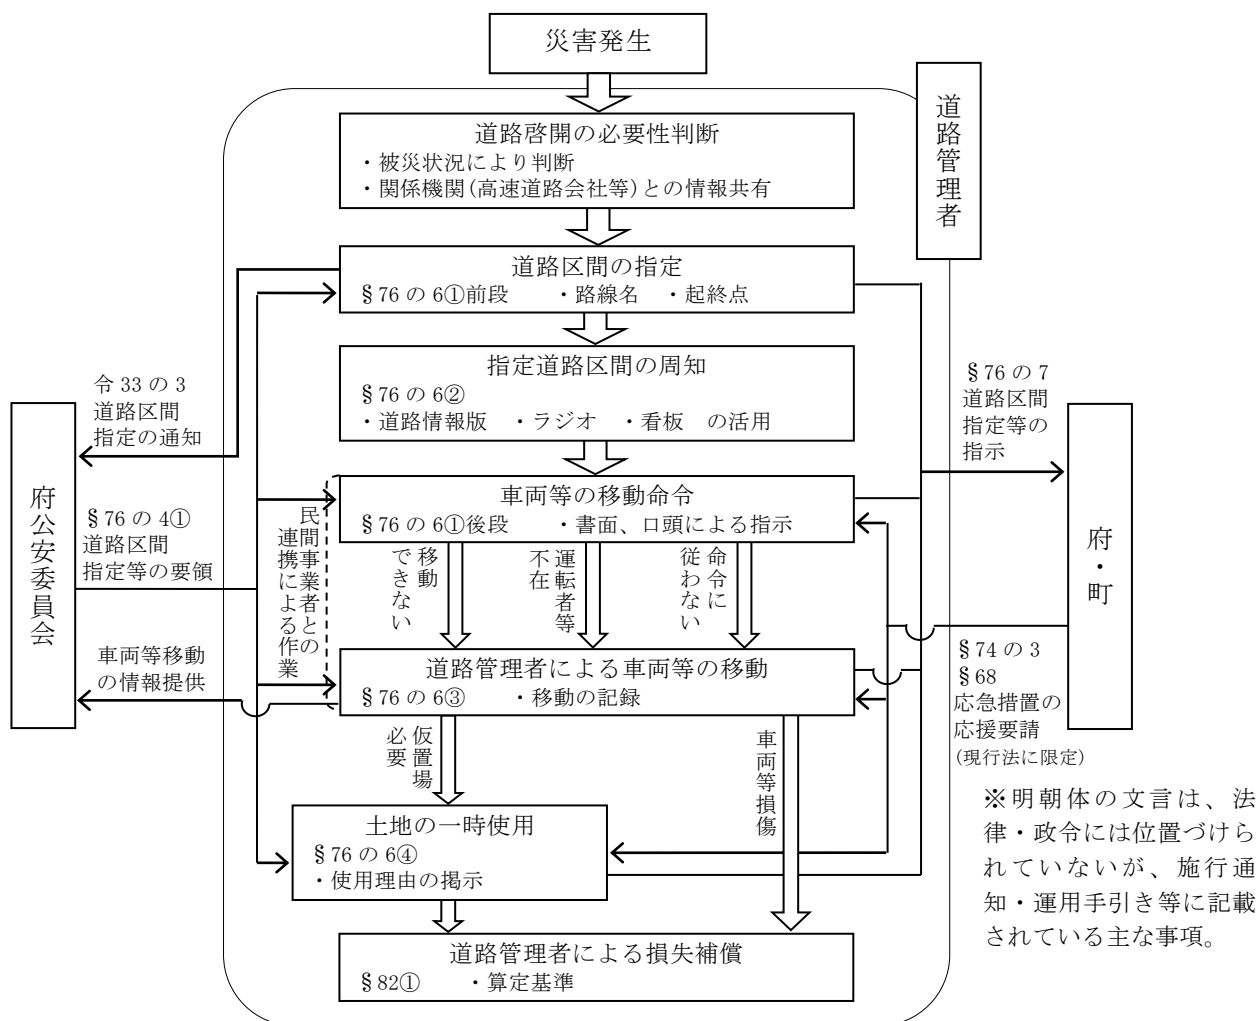 災害発生
道路管理者
道路啓開の必要性判断
・被災状況により判断
・関係機関(高速道路会社等)との情報共有
道路区間の指定
§76の6①前段 ・路線名 ・起終点
指定道路区間の周知
§76の6②
・道路情報版 ・ラジオ ・看板 の活用
令33の3
道路区間
指定の通知
§76の7
道路区間
指定等の
指示
府公安委員会
府・町
車両等の移動命令
§76の6①後段 ・書面、口頭による指示
§76の4①
道路区間
指定等の要領
民間事業者との
連携による作業
移動
できない
運転者等
不在
命令に
従わない
道路管理者による車両等の移動
§76の6③ ・移動の記録
車両等移動
の情報提供
§74の3
§68
応急措置の
応援要請
(現行法に限定)
仮置場
必要
車両等損傷
土地の一時使用
§76の6④
・使用理由の掲示
道路管理者による損失補償
§82① ・算定基準
※明朝体の文言は、法
律・政令には位置づけら
れていないが、施行通
知・運用手引き等に記載
されている主な事項。